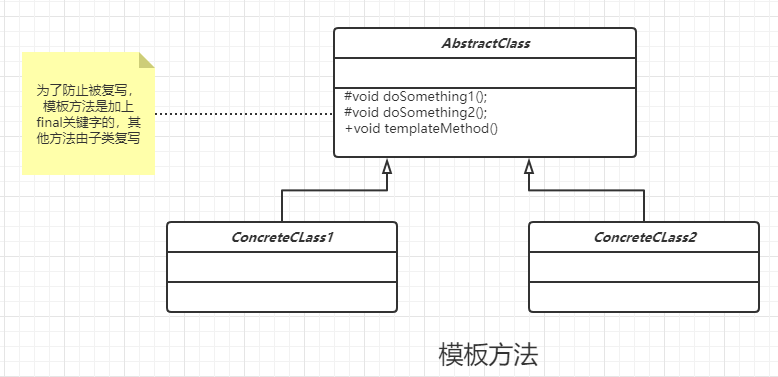 AbstractClass
为了防止被复写，
模板方法是加上
final关键字的，其
他方法由子类复写
#void doSomething1();
#void doSomething2();
+void templateMethod()
ConcreteCLass1
ConcreteCLass2
模板方法